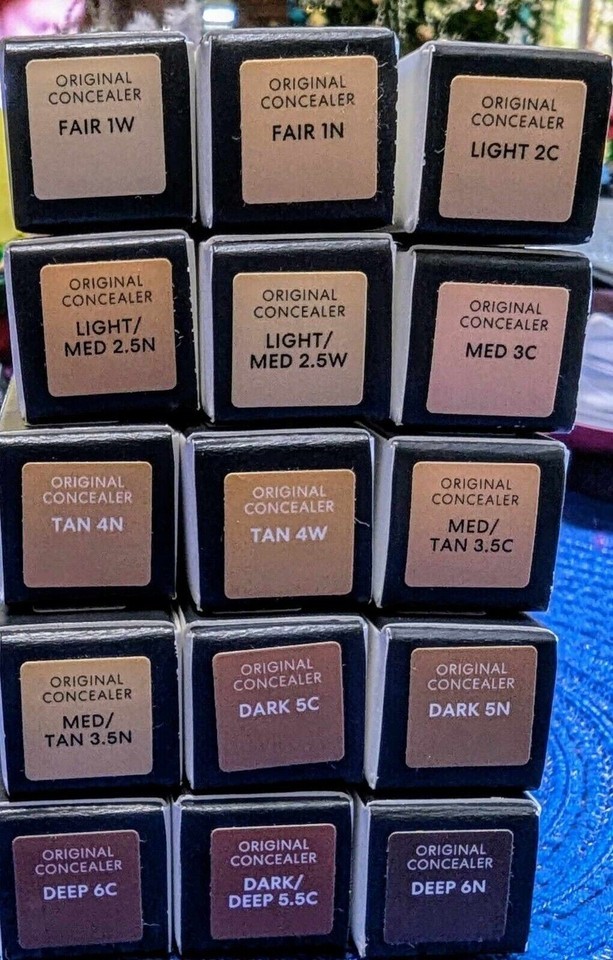 ORIGINAL
CONCEALER
FAIR 1W
ORIGINAL
CONCEALER
FAIR 1N
ORIGINAL
CONCEALER
LIGHT 2C
ORIGINAL
CONCEALER
LIGHT/
MED 2.5N
ORIGINAL
CONCEALER
LIGHT/
MED 2.5W
ORIGINAL
CONCEALER
MED 3C
ORIGINAL
CONCEALER
TAN 4N
ORIGINAL
CONCEALER
TAN 4W
ORIGINAL
CONCEALER
MED/
TAN 3.5C
ORIGINAL
CONCEALER
MED/
TAN 3.5N
ORIGINAL
CONCEALER
DARK 5C
ORIGINAL
CONCEALER
DARK 5N
ORIGINAL
CONCEALER
DEEP 6C
ORIGINAL
CONCEALER
DARK/
DEEP 5.5C
ORIGINAL
CONCEALER
DEEP 6N